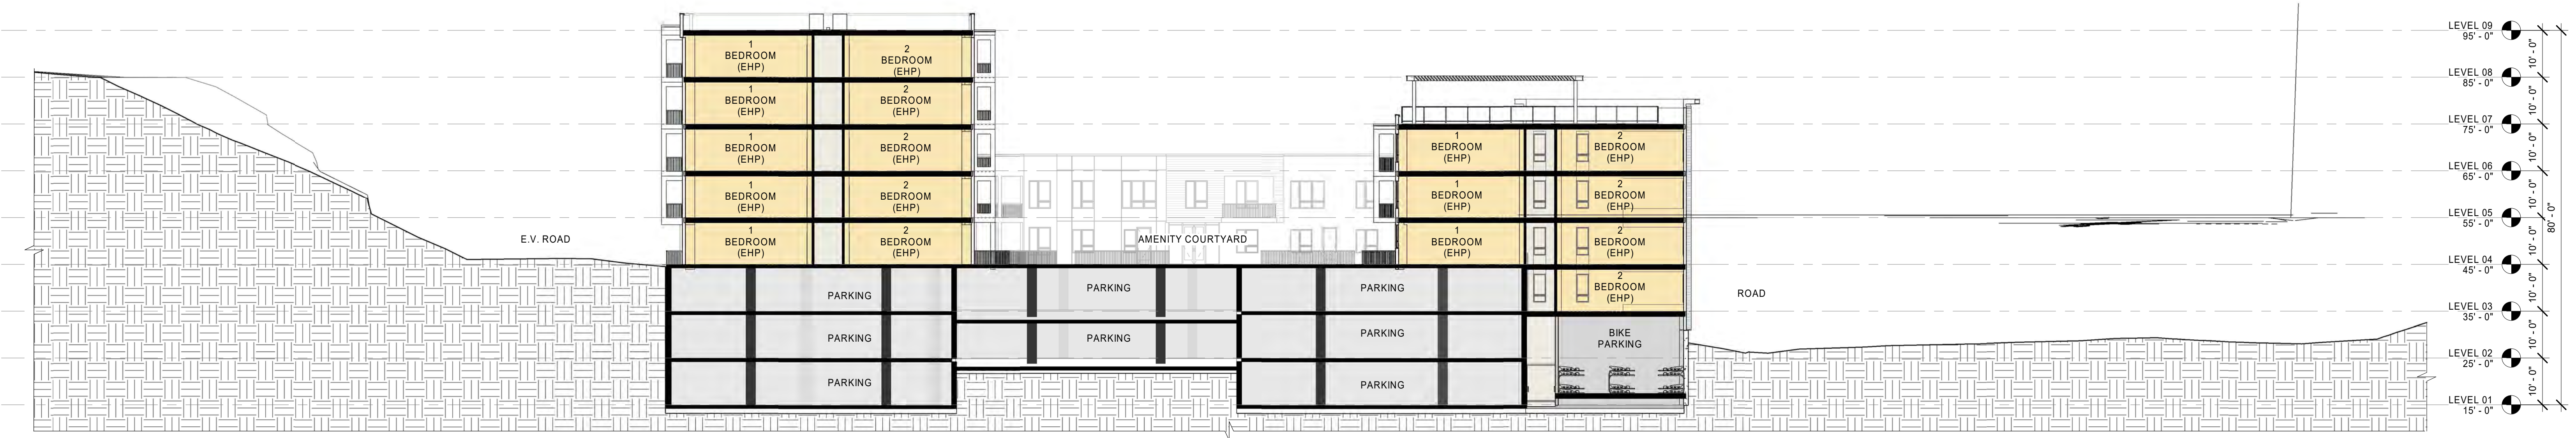 1
BEDROOM
(EHP)
2
BEDROOM
(EHP)
1
BEDROOM
(EHP)
2
BEDROOM
(EHP)
1
BEDROOM
(EHP)
2
BEDROOM
(EHP)
1
BEDROOM
(EHP)
2
BEDROOM
(EHP)
1
BEDROOM
(EHP)
2
BEDROOM
(EHP)
1
BEDROOM
(EHP)
2
BEDROOM
(EHP)
1
BEDROOM
(EHP)
2
BEDROOM
(EHP)
1
BEDROOM
(EHP)
2
BEDROOM
(EHP)
2
BEDROOM
(EHP)
E.V. ROAD
AMENITY COURTYARD
ROAD
PARKING
PARKING
PARKING
PARKING
PARKING
PARKING
PARKING
PARKING
BIKE
PARKING
LEVEL 09
95' - 0"
10' - 0"
LEVEL 08
85' - 0"
10' - 0"
LEVEL 07
75' - 0"
10' - 0"
LEVEL 06
65' - 0"
10' - 0"
LEVEL 05
55' - 0"
10' - 0"
LEVEL 04
45' - 0"
10' - 0"
LEVEL 03
35' - 0"
10' - 0"
LEVEL 02
25' - 0"
10' - 0"
LEVEL 01
15' - 0"
80' - 0"